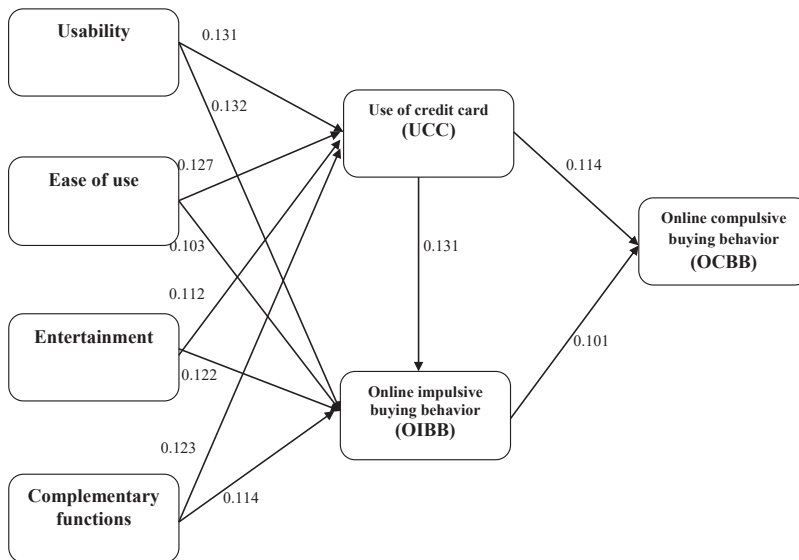 Usability
0.131
0.132
Use of credit card
(UCC)
0.127
Ease of use
0.114
0.103
0.131
Online compulsive
buying behavior
(OCBB)
0.112
Entertainment
0.122
0.101
Online impulsive
buying behavior
(OIBB)
0.123
0.114
Complementary
functions